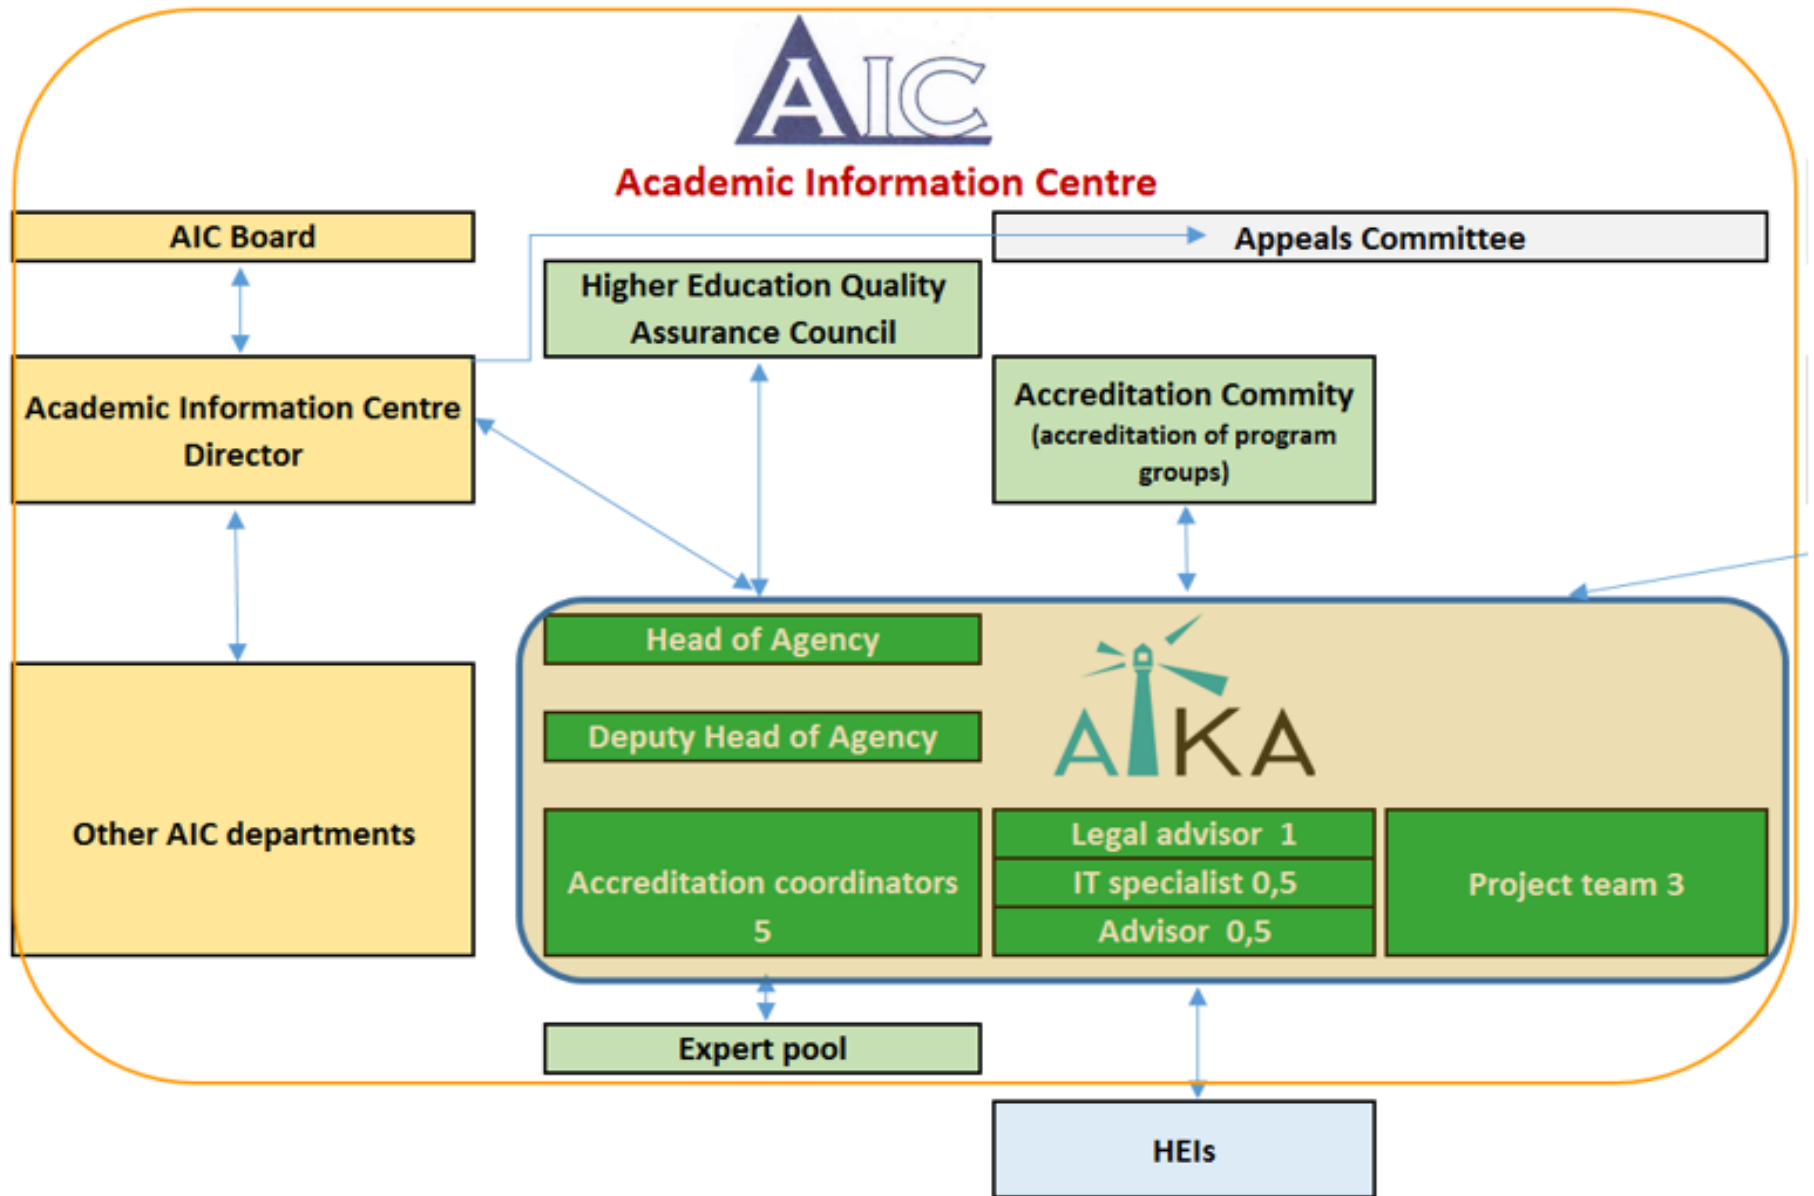 AIC
Academic Information Centre
AIC Board
Appeals Committee
Higher Education Quality
Assurance Council
Academic Information Centre
Director
Accreditation Commity
(accreditation of program
groups)
Head of Agency
Deputy Head of Agency
AIKA
Other AIC departments
Accreditation coordinators
5
Legal advisor 1
IT specialist 0,5
Advisor 0,5
Project team 3
Expert pool
HEIs